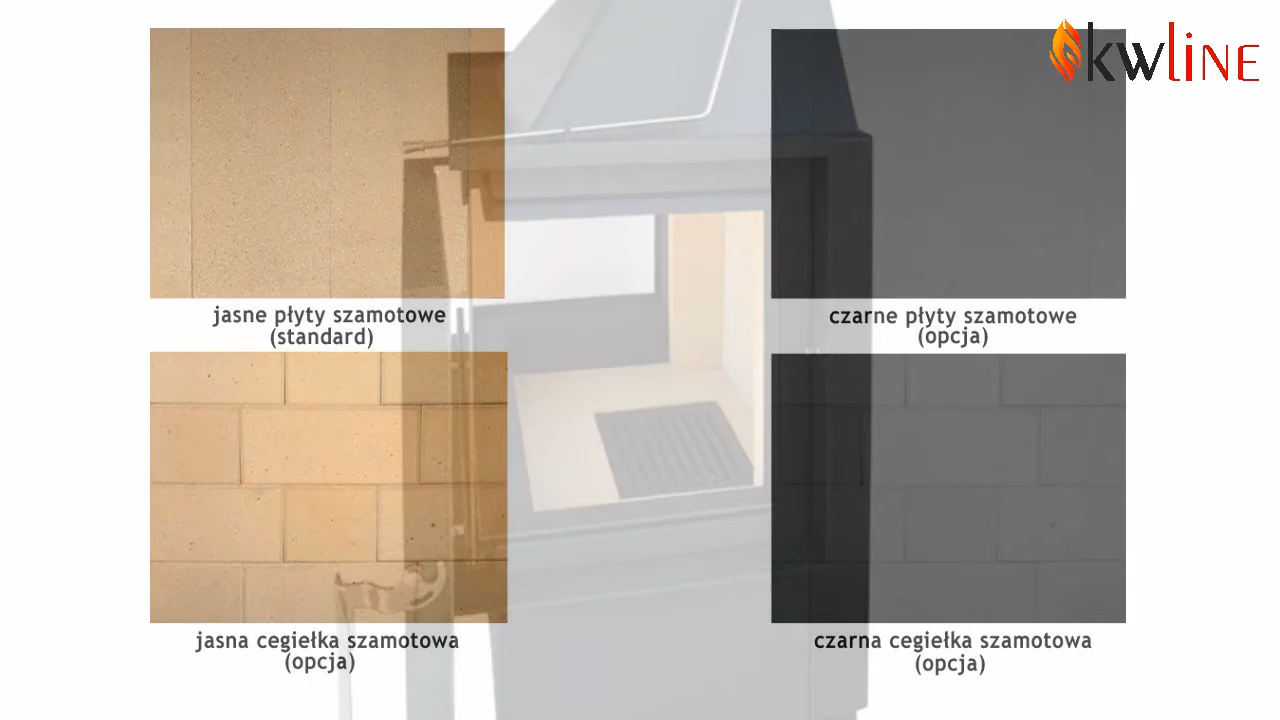 kwline
jasne płyty szamotowe
(standard)
czarne płyty szamotowe
(opcja)
jasna cegiełka szamotowa
(opcja)
czarna cegiełka szamotowa
(opcja)